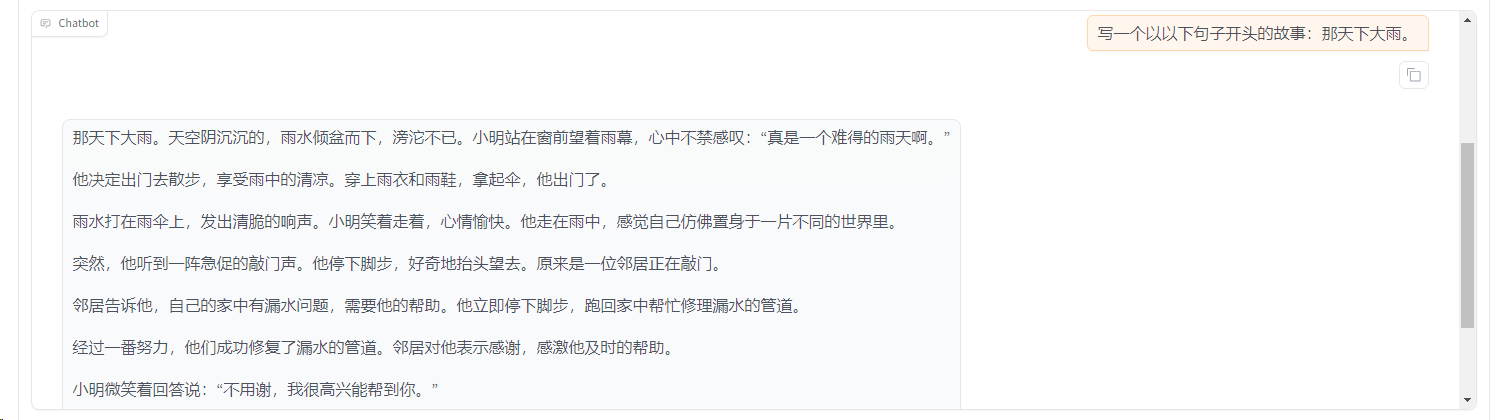 Chatbot
写一个以以下句子开头的故事：那天下大雨。
那天下大雨。天空阴沉沉的，雨水倾盆而下，滂沱不已。小明站在窗前望着雨幕，心中不禁感叹：“真是一个难得的雨天啊。”
他决定出门去散步，享受雨中的清凉。穿上雨衣和雨鞋，拿起伞，他出门了。
雨水打在雨伞上，发出清脆的响声。小明笑着走着，心情愉快。他走在雨中，感觉自己仿佛置身于一片不同的世界里。
突然，他听到一阵急促的敲门声。他停下脚步，好奇地抬头望去。原来是一位邻居正在敲门。
邻居告诉他，自己的家中有漏水问题，需要他的帮助。他立即停下脚步，跑回家中帮忙修理漏水的管道。
经过一番努力，他们成功修复了漏水的管道。邻居对他表示感谢，感激他及时的帮助。
小明微笑着回答说：“不用谢，我很高兴能帮到你。”